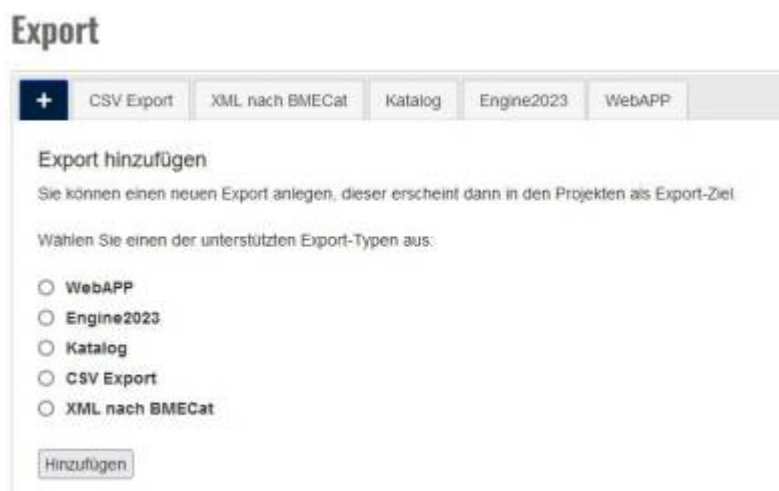 Export
+ CSV Export XML nach BMECat Katalog Engine2023 WebAPP
Export hinzufügen
Sie können einen neuen Export anlegen, dieser erscheint dann in den Projekten als Export-Ziel.
Wählen Sie einen der unterstützten Export-Typen aus:
WebAPP
Engine2023
Katalog
CSV Export
XML nach BMECat
Hinzufügen